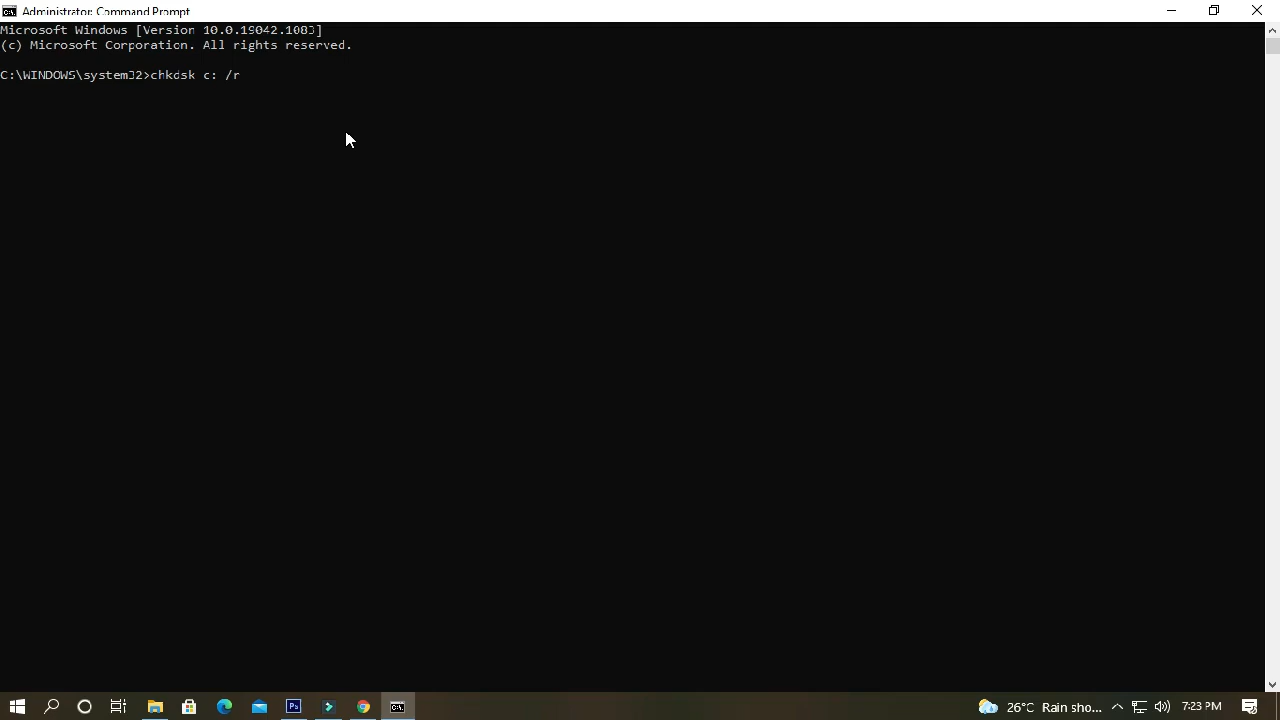 Administrator: Command Prompt
Microsoft Windows [Version 10.0.19042.1083]
(c) Microsoft Corporation. All rights reserved.
C:\WINDOWS\system32>chkdsk c: /r
Ps
26°C Rain sho...
7:23 PM